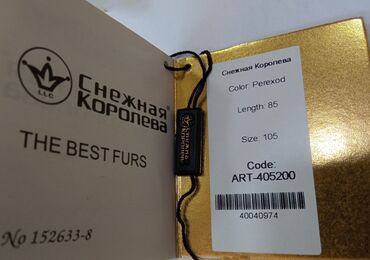 LLC
Снежная
Королева®
THE BEST FURS
No 152633-8
Снежная Королева
Color: Perexod
Length: 85
Size: 105
Code:
ART-405200
40040974